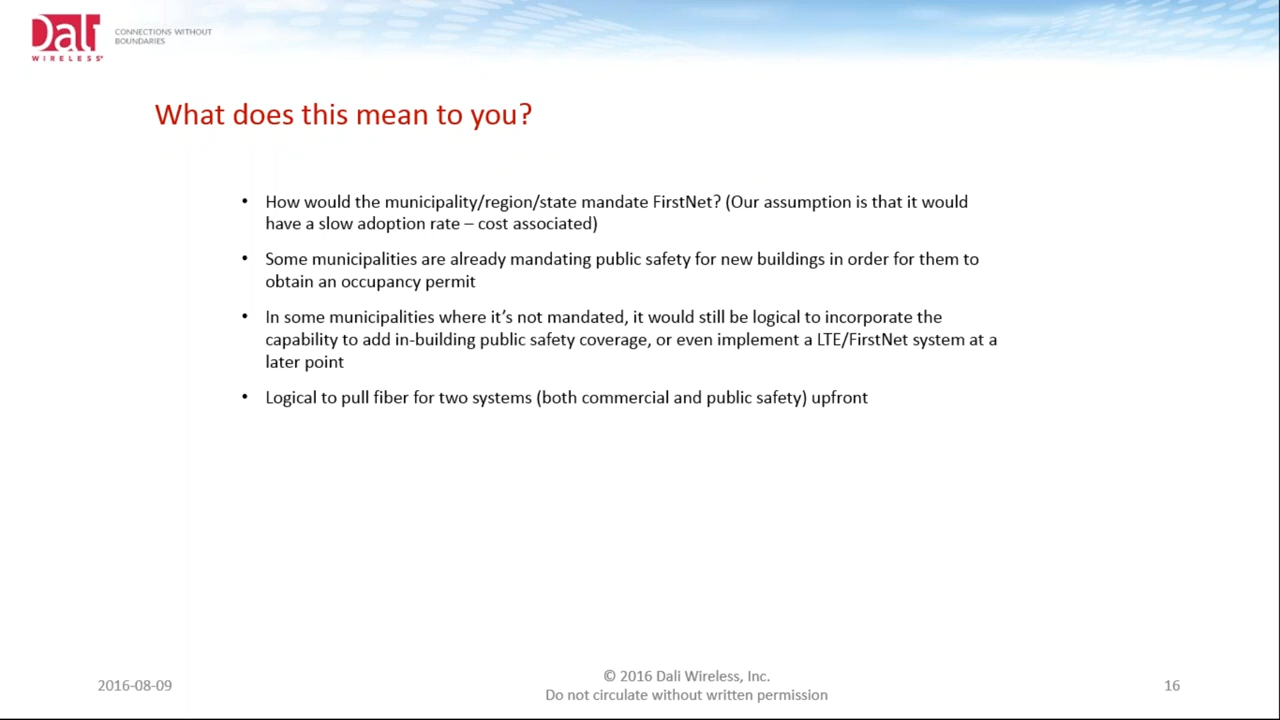 Dali
WIRELESS
CONNECTIONS WITHOUT
BOUNDARIES
What does this mean to you?
• How would the municipality/region/state mandate FirstNet? (Our assumption is that it would
have a slow adoption rate – cost associated)
• Some municipalities are already mandating public safety for new buildings in order for them to
obtain an occupancy permit
• In some municipalities where it’s not mandated, it would still be logical to incorporate the
capability to add in-building public safety coverage, or even implement a LTE/FirstNet system at a
later point
• Logical to pull fiber for two systems (both commercial and public safety) upfront
2016-08-09
© 2016 Dali Wireless, Inc.
Do not circulate without written permission
16